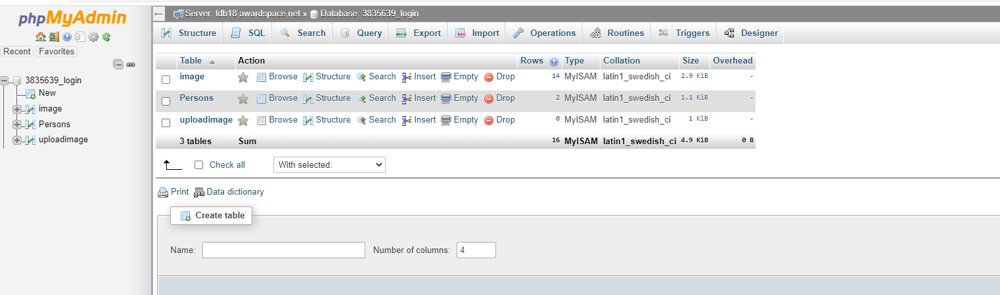 phpMyAdmin
Recent Favorites
3835639_login
New
image
Persons
uploadimage
Server: fdb18.awardspace.net » Database: 3835639_login
Structure SQL Search Query Export Import Operations Routines Triggers Designer
Table Action Rows Type Collation Size Overhead
image Browse Structure Search Insert Empty Drop 14 MyISAM latin1_swedish_ci 2.9 KiB -
Persons Browse Structure Search Insert Empty Drop 2 MyISAM latin1_swedish_ci 1.1 KiB -
uploadimage Browse Structure Search Insert Empty Drop 0 MyISAM latin1_swedish_ci 1 KiB -
3 tables Sum 16 MyISAM latin1_swedish_ci 4.9 KiB 0 B
Check all With selected:
Print Data dictionary
Create table
Name: Number of columns: 4